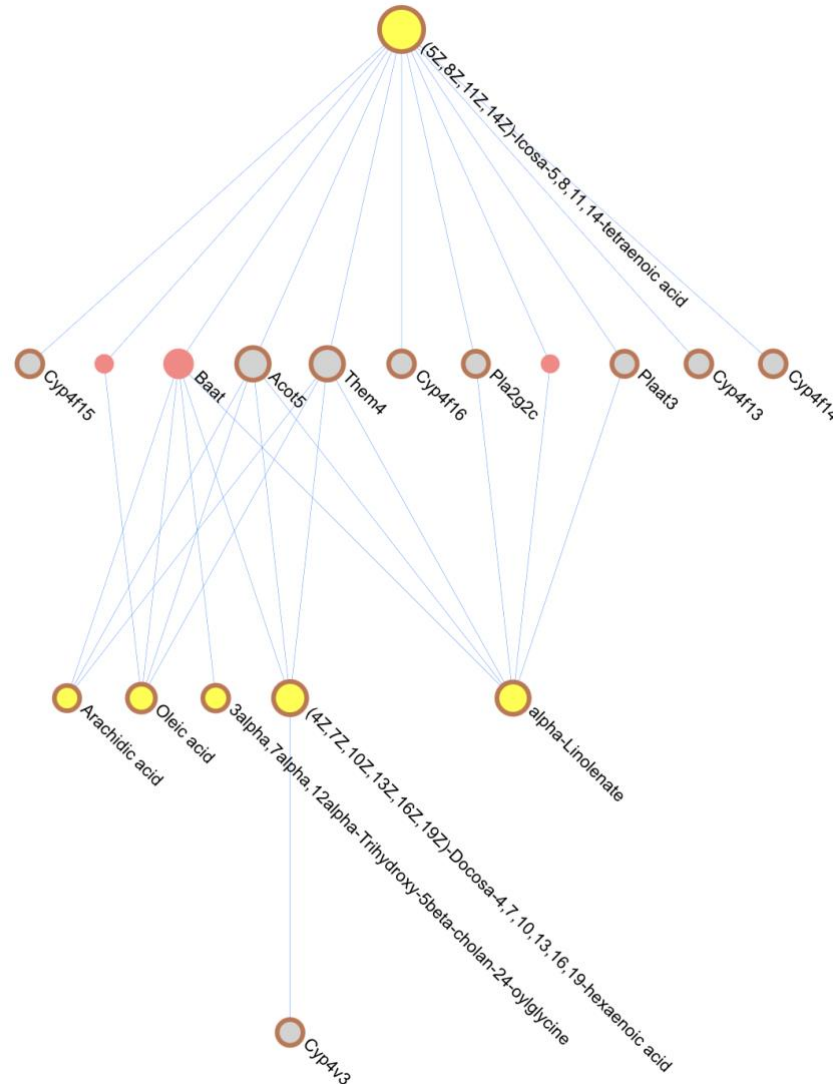 (5Z,8Z,11Z,14Z)-Icosa-5,8,11,14-tetraenoic acid
Cyp4f15
Baat
Acot5
Them4
Cyp4f16
Pla2g2c
Plaat3
Cyp4f13
Cyp4f14
Arachidic acid
Oleic acid
3alpha,7alpha,12alpha-Trihydroxy-5beta-cholan-24-oylglycine
(4Z,7Z,10Z,13Z,16Z,19Z)-Docosa-4,7,10,13,16,19-hexaenoic acid
alpha-Linolenate
Cyp4v3